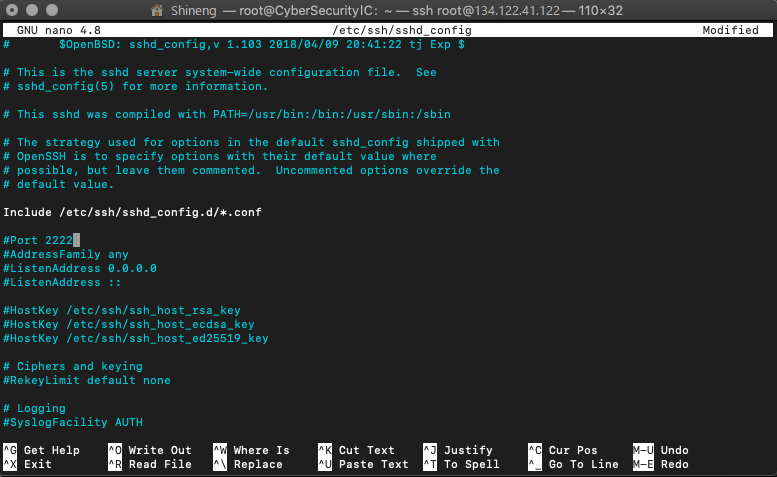 Shineng — root@CyberSecurityIC: ~ — ssh root@134.122.41.122 — 110×32
GNU nano 4.8 /etc/ssh/sshd_config Modified
# $OpenBSD: sshd_config,v 1.103 2018/04/09 20:41:22 tj Exp $
# This is the sshd server system-wide configuration file. See
# sshd_config(5) for more information.
# This sshd was compiled with PATH=/usr/bin:/bin:/usr/sbin:/sbin
# The strategy used for options in the default sshd_config shipped with
# OpenSSH is to specify options with their default value where
# possible, but leave them commented. Uncommented options override the
# default value.
Include /etc/ssh/sshd_config.d/*.conf
#Port 2222
#AddressFamily any
#ListenAddress 0.0.0.0
#ListenAddress ::
#HostKey /etc/ssh/ssh_host_rsa_key
#HostKey /etc/ssh/ssh_host_ecdsa_key
#HostKey /etc/ssh/ssh_host_ed25519_key
# Ciphers and keying
#RekeyLimit default none
# Logging
#SyslogFacility AUTH
^G Get Help ^O Write Out ^W Where Is ^K Cut Text ^J Justify ^C Cur Pos M-U Undo
^X Exit ^R Read File ^\ Replace ^U Paste Text ^T To Spell ^_ Go To Line M-E Redo